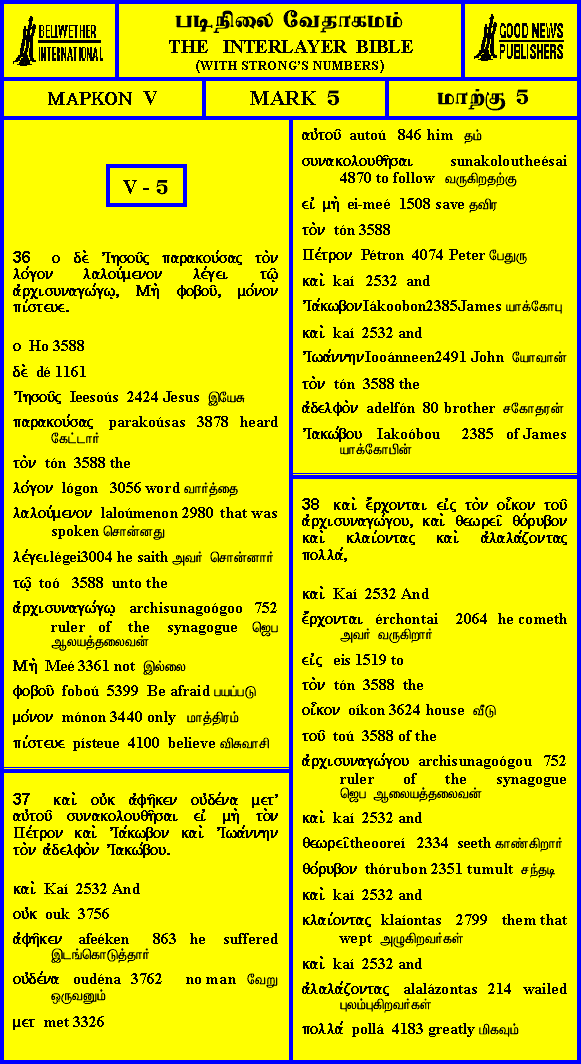 BELLWETHER
INTERNATIONAL
படிநிலை வேதாகமம்
THE INTERLAYER BIBLE
(WITH STRONG'S NUMBERS)
GOOD NEWS
PUBLISHERS
ΜΑΡΚΟΝ V
MARK 5
மாற்கு 5
V - 5
36 ο δὲ Ἰησοῦς παρακούσας τὸν
λόγον λαλούμενον λέγει τῷ
ἀρχισυναγώγῳ, Μὴ φοβοῦ, μόνον
πίστευε.
ο Ho 3588
δὲ dé 1161
Ἰησοῦς Ieesoús 2424 Jesus இயேசு
παρακούσας parakoúsas 3878 heard
கேட்டார்
τὸν tón 3588 the
λόγον lógon 3056 word வார்த்தை
λαλούμενον laloúmenon 2980 that was
spoken சொன்னது
λέγει légei3004 he saith அவர் சொன்னார்
τῷ toó 3588 unto the
ἀρχισυναγώγῳ archisunagoógoo 752
ruler of the synagogue ஜெப
ஆலயத்தலைவன்
Μὴ Meé 3361 not இல்லை
φοβοῦ foboú 5399 Be afraid பயப்படு
μόνον mónon 3440 only மாத்திரம்
πίστευε písteue 4100 believe விசுவாசி
37 καὶ οὐκ ἀφῆκεν οὐδένα μετ’
αὐτοῦ συνακολουθῆσαι εἰ μὴ τὸν
Πέτρον καὶ Ἰάκωβον καὶ Ἰωάννην
τὸν ἀδελφὸν Ἰακώβου.
καὶ Kaí 2532 And
οὐκ ouk 3756
ἀφῆκεν afeéken 863 he suffered
இடங்கொடுத்தார்
οὐδένα oudéna 3762 no man வேறு
ஒருவனும்
μετ met 3326
αὐτοῦ autoú 846 him தம்
συνακολουθῆσαι sunakoloutheésai
4870 to follow வருகிறதற்கு
εἰ μὴ ei-meé 1508 save தவிர
τὸν tón 3588
Πέτρον Pétron 4074 Peter பேதுரு
καὶ kaí 2532 and
Ἰάκωβον Iákoobon2385James யாக்கோபு
καὶ kaí 2532 and
Ἰωάννην Iooánneen2491 John யோவான்
τὸν tón 3588 the
ἀδελφὸν adelfón 80 brother சகோதரன்
Ἰακώβου Iakoóbou 2385 of James
யாக்கோபின்
38 καὶ ἔρχονται εἰς τὸν οἶκον τοῦ
ἀρχισυναγώγου, καὶ θεωρεῖ θόρυβον
καὶ κλαίοντας καὶ ἀλαλάζοντας
πολλά,
καὶ Kaí 2532 And
ἔρχονται érchontai 2064 he cometh
அவர் வருகிறார்
εἰς eis 1519 to
τὸν tón 3588 the
οἶκον oíkon 3624 house வீடு
τοῦ toú 3588 of the
ἀρχισυναγώγου archisunagoógou 752
ruler of the synagogue
ஜெப ஆலையத்தலைவன்
καὶ kaí 2532 and
θεωρεῖ theooreí 2334 seeth காண்கிறார்
θόρυβον thórubon 2351 tumult சந்தடி
καὶ kaí 2532 and
κλαίοντας klaíontas 2799 them that
wept அழுகிறவர்கள்
καὶ kaí 2532 and
ἀλαλάζοντας alalázontas 214 wailed
புலம்புகிறவர்கள்
πολλά pollá 4183 greatly மிகவும்